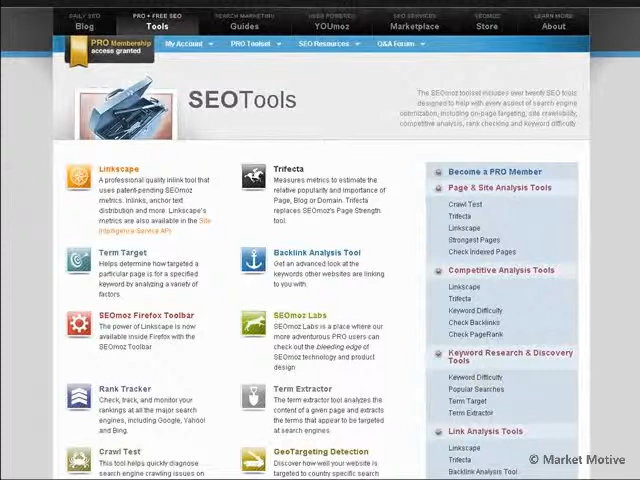 DAILY SEO
Blog
PRO + FREE SEO
Tools
SEARCH MARKETING
Guides
USER POWERED
YOUmoz
SEO SERVICES
Marketplace
SEOMOZ
Store
LEARN MORE
About
PRO Membership
access granted
My Account
PRO Toolset
SEO Resources
Q&A Forum
SEOTools
The SEOmoz toolset includes over twenty SEO tools
designed to help with every aspect of search engine
optimization, including on-page targeting, site crawlability,
competitive analysis, rank checking and keyword difficulty.
Linkscape
A professional quality inlink tool that
uses patent-pending SEOmoz
metrics. Inlinks, anchor text
distribution and more. Linkscape's
metrics are also available in the Site
Intelligence Service API
Trifecta
Measures metrics to estimate the
relative popularity and importance of
Page, Blog or Domain. Trifecta
replaces SEOmoz's Page Strength
tool.
Term Target
Helps determine how targeted a
particular page is for a specified
keyword by analyzing a variety of
factors.
Backlink Analysis Tool
Get an advanced look at the
keywords other websites are linking
to you with.
SEOmoz Firefox Toolbar
The power of Linkscape is now
available inside Firefox with the
SEOmoz Toolbar
SEOmoz Labs
SEOmoz Labs is a place where our
more adventurous PRO users can
check out the bleeding edge of
SEOmoz technology and product
design
Rank Tracker
Check, track, and monitor your
rankings at all the major search
engines, including Google, Yahoo
and Bing.
Term Extractor
The term extractor tool analyzes the
content of a given page and extracts
the terms that appear to be targeted
at search engines.
Crawl Test
This tool helps quickly diagnose
search engine crawling issues on
GeoTargeting Detection
Discover how well your website is
targeted to country specific search
Become a PRO Member
Page & Site Analysis Tools
Crawl Test
Trifecta
Linkscape
Strongest Pages
Check Indexed Pages
Competitive Analysis Tools
Linkscape
Trifecta
Keyword Difficulty
Check Backlinks
Check PageRank
Keyword Research & Discovery
Tools
Keyword Difficulty
Popular Searches
Term Target
Term Extractor
Link Analysis Tools
Linkscape
Trifecta
Backlink Analysis Tool
© Market Motive